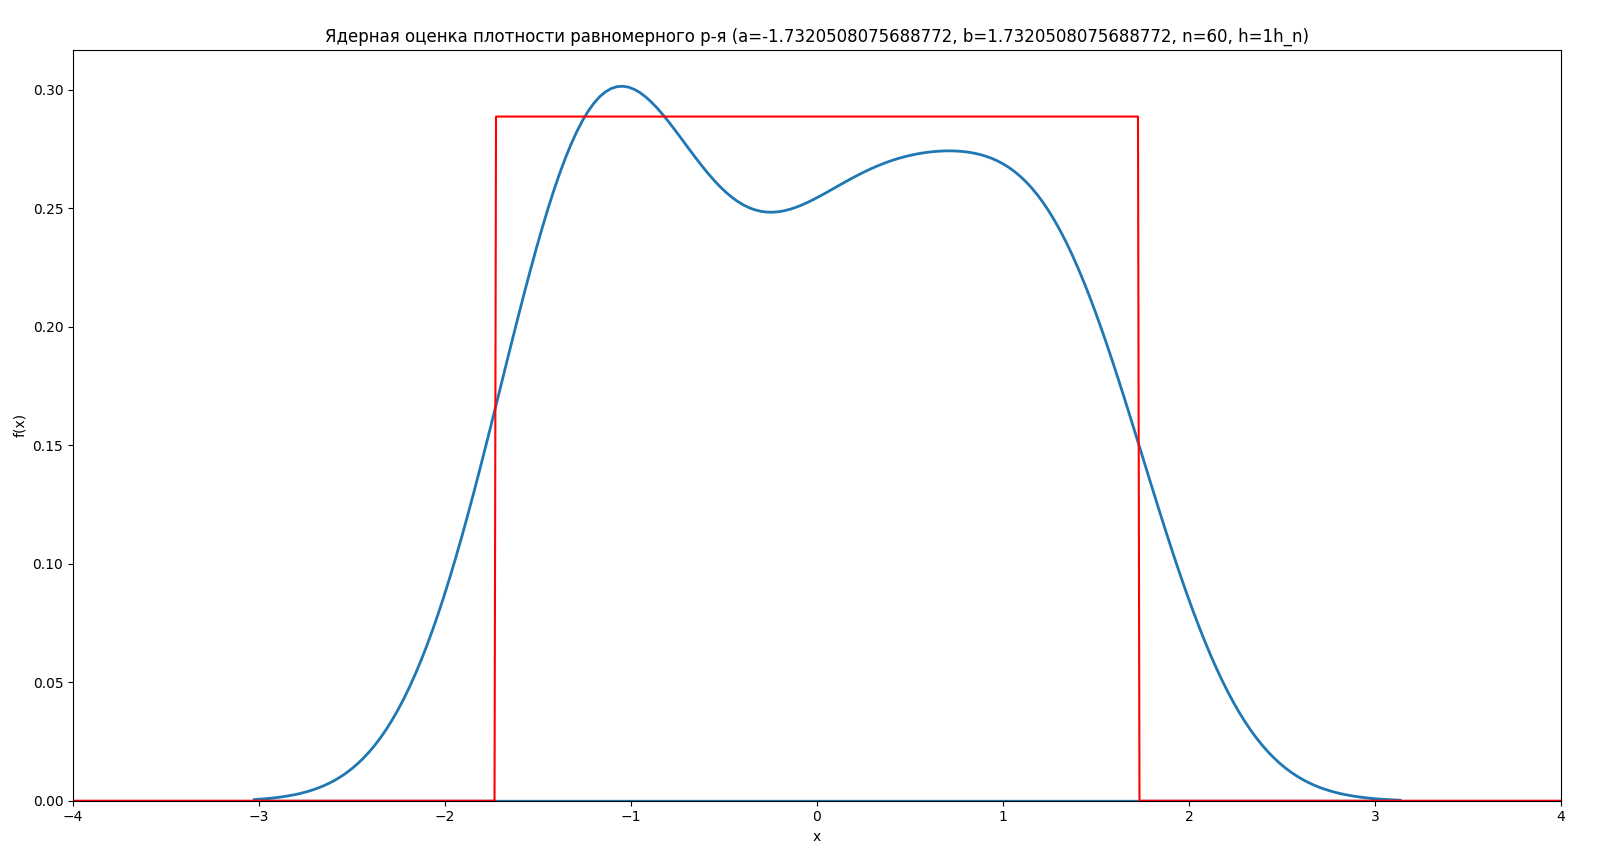 Ядерная оценка плотности равномерного р-я (a=-1.7320508075688772, b=1.7320508075688772, n=60, h=1h_n)
0.30
0.25
0.20
0.15
0.10
0.05
0.00
f(x)
−4 −3 −2 −1 0 1 2 3 4
x